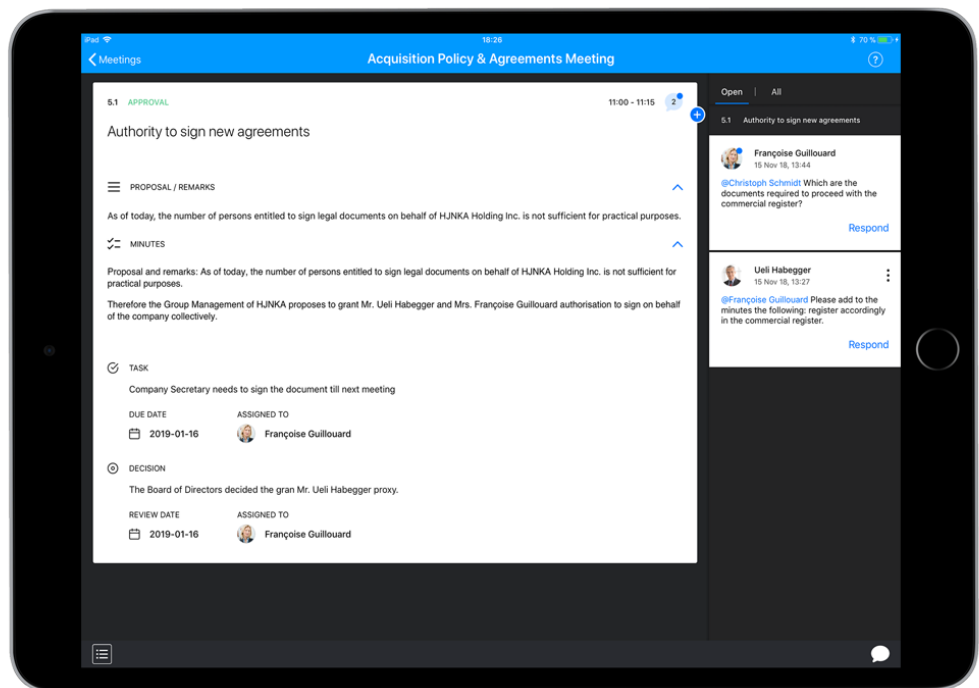 iPad 18:26 70 %
Meetings Acquisition Policy & Agreements Meeting ?
5.1 APPROVAL 11:00 - 11:15 2
Authority to sign new agreements
PROPOSAL / REMARKS
As of today, the number of persons entitled to sign legal documents on behalf of HJNKA Holding Inc. is not sufficient for practical purposes.
MINUTES
Proposal and remarks: As of today, the number of persons entitled to sign legal documents on behalf of HJNKA Holding Inc. is not sufficient for
practical purposes.
Therefore the Group Management of HJNKA proposes to grant Mr. Ueli Habegger and Mrs. Françoise Guillouard authorisation to sign on behalf
of the company collectively.
TASK
Company Secretary needs to sign the document till next meeting
DUE DATE ASSIGNED TO
2019-01-16 Françoise Guillouard
DECISION
The Board of Directors decided the gran Mr. Ueli Habegger proxy.
REVIEW DATE ASSIGNED TO
2019-01-16 Françoise Guillouard
Open | All
5.1 Authority to sign new agreements
Françoise Guillouard
15 Nov 18, 13:44
@Christoph Schmidt Which are the
documents required to proceed with the
commercial register?
Respond
Ueli Habegger
15 Nov 18, 13:27
@Françoise Guillouard Please add to the
minutes the following: register accordingly
in the commercial register.
Respond